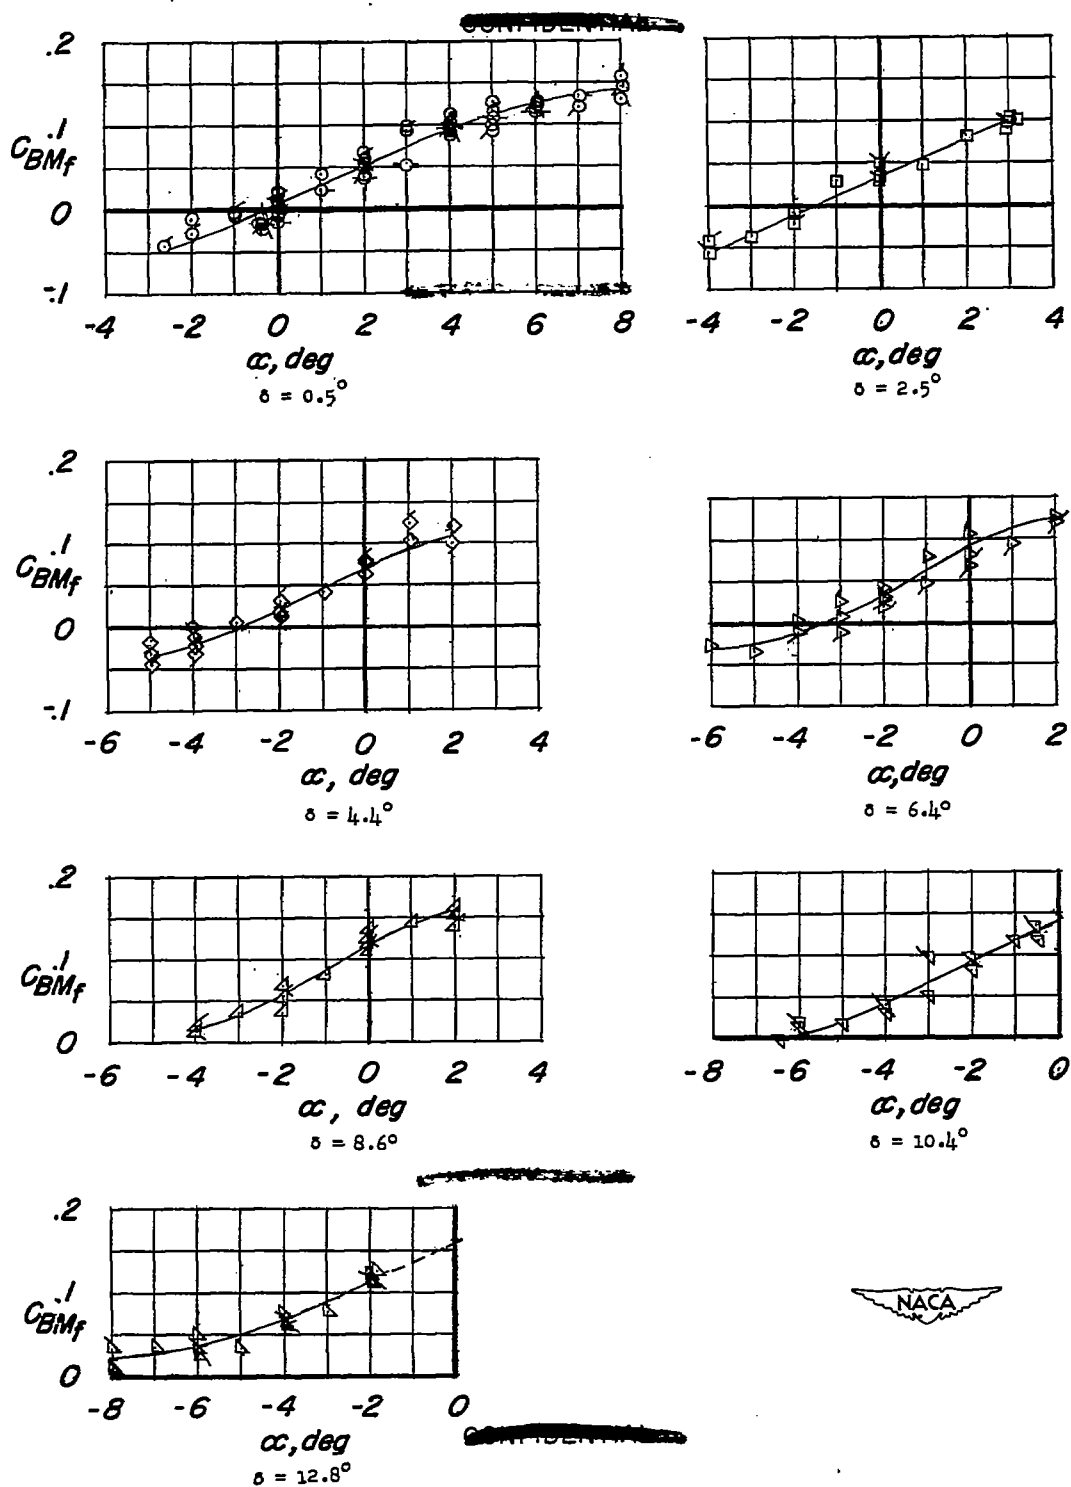 CONFIDENTIAL
.2
.1
C_BMf
0
-.1
-4 -2 0 2 4 6 8
α, deg
δ = 0.5°
-4 -2 0 2 4
α, deg
δ = 2.5°
.2
.1
C_BMf
0
-.1
-6 -4 -2 0 2 4
α, deg
δ = 4.4°
-6 -4 -2 0 2
α, deg
δ = 6.4°
.2
.1
C_BMf
0
-6 -4 -2 0 2 4
α, deg
δ = 8.6°
-8 -6 -4 -2 0
α, deg
δ = 10.4°
.2
.1
C_BMf
0
-8 -6 -4 -2 0
α, deg
δ = 12.8°
NACA
CONFIDENTIAL